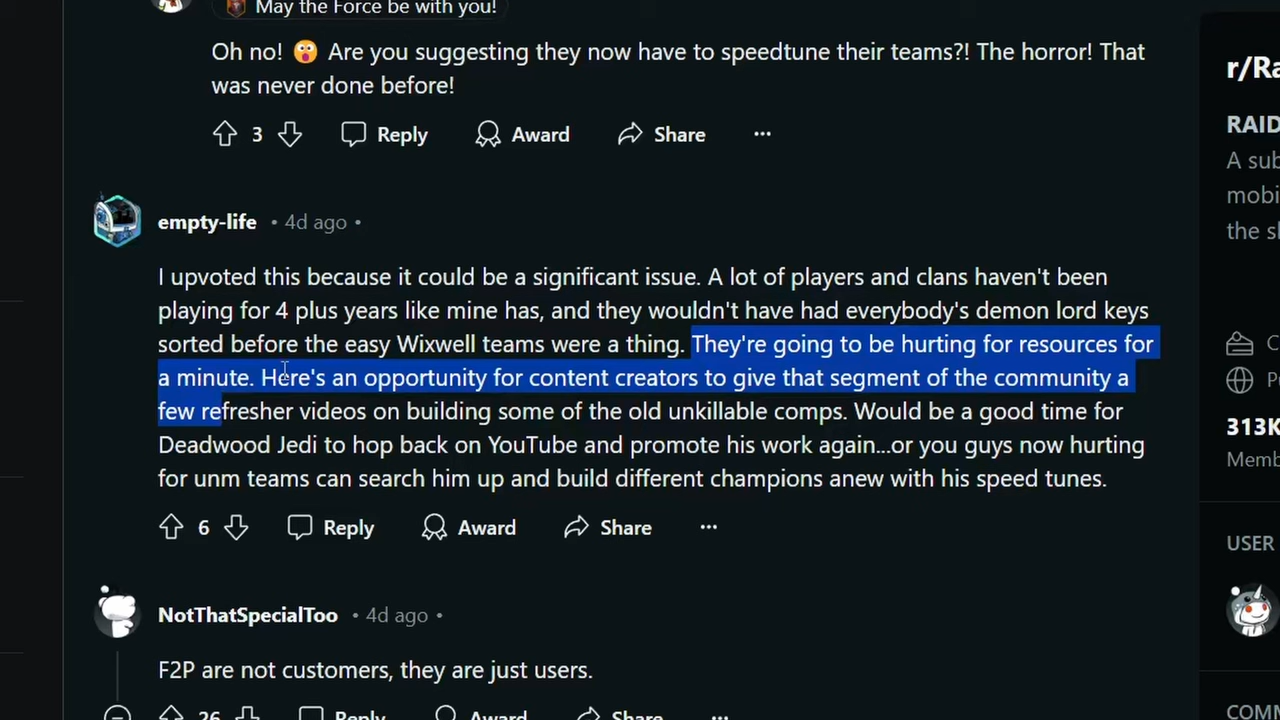 May the Force be with you!
Oh no! 😲 Are you suggesting they now have to speedtune their teams?! The horror! That
was never done before!
3 Reply Award Share ...
empty-life • 4d ago •
I upvoted this because it could be a significant issue. A lot of players and clans haven't been
playing for 4 plus years like mine has, and they wouldn't have had everybody's demon lord keys
sorted before the easy Wixwell teams were a thing. They're going to be hurting for resources for
a minute. Here's an opportunity for content creators to give that segment of the community a
few refresher videos on building some of the old unkillable comps. Would be a good time for
Deadwood Jedi to hop back on YouTube and promote his work again...or you guys now hurting
for unm teams can search him up and build different champions anew with his speed tunes.
6 Reply Award Share ...
NotThatSpecialToo • 4d ago •
F2P are not customers, they are just users.
26 Reply Award Share ...
r/Ra
RAID
A sub
mobi
the s
C
P
313K
Memb
USER
COMM